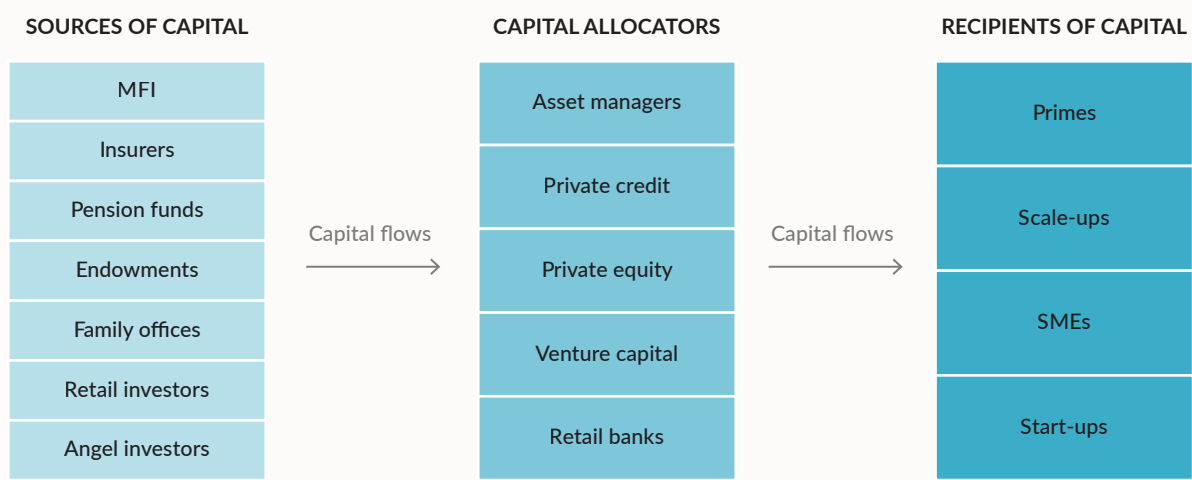 SOURCES OF CAPITAL
MFI
Insurers
Pension funds
Endowments
Family offices
Retail investors
Angel investors
Capital flows
CAPITAL ALLOCATORS
Asset managers
Private credit
Private equity
Venture capital
Retail banks
Capital flows
RECIPIENTS OF CAPITAL
Primes
Scale-ups
SMEs
Start-ups